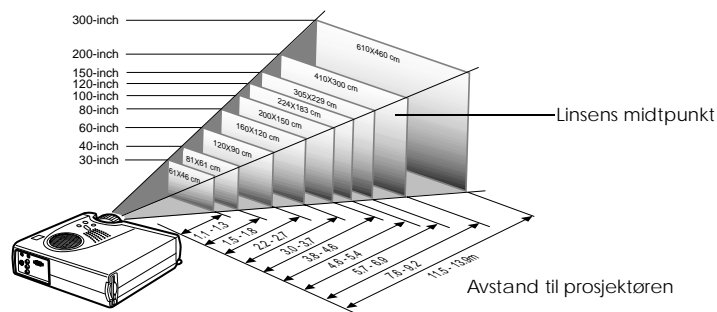 300-inch
200-inch
150-inch
120-inch
100-inch
80-inch
60-inch
40-inch
30-inch
610X460 cm
410X300 cm
305X229 cm
224X183 cm
200X150 cm
160X120 cm
120X90 cm
81X61 cm
61X46 cm
Linsens midtpunkt
1.1 - 1.3
1.5 - 1.8
2.2 - 2.7
3.0 - 3.7
3.8 - 4.6
4.6 - 5.4
5.7 - 6.9
7.6 - 9.2
11.5 - 13.9m
Avstand til prosjektøren